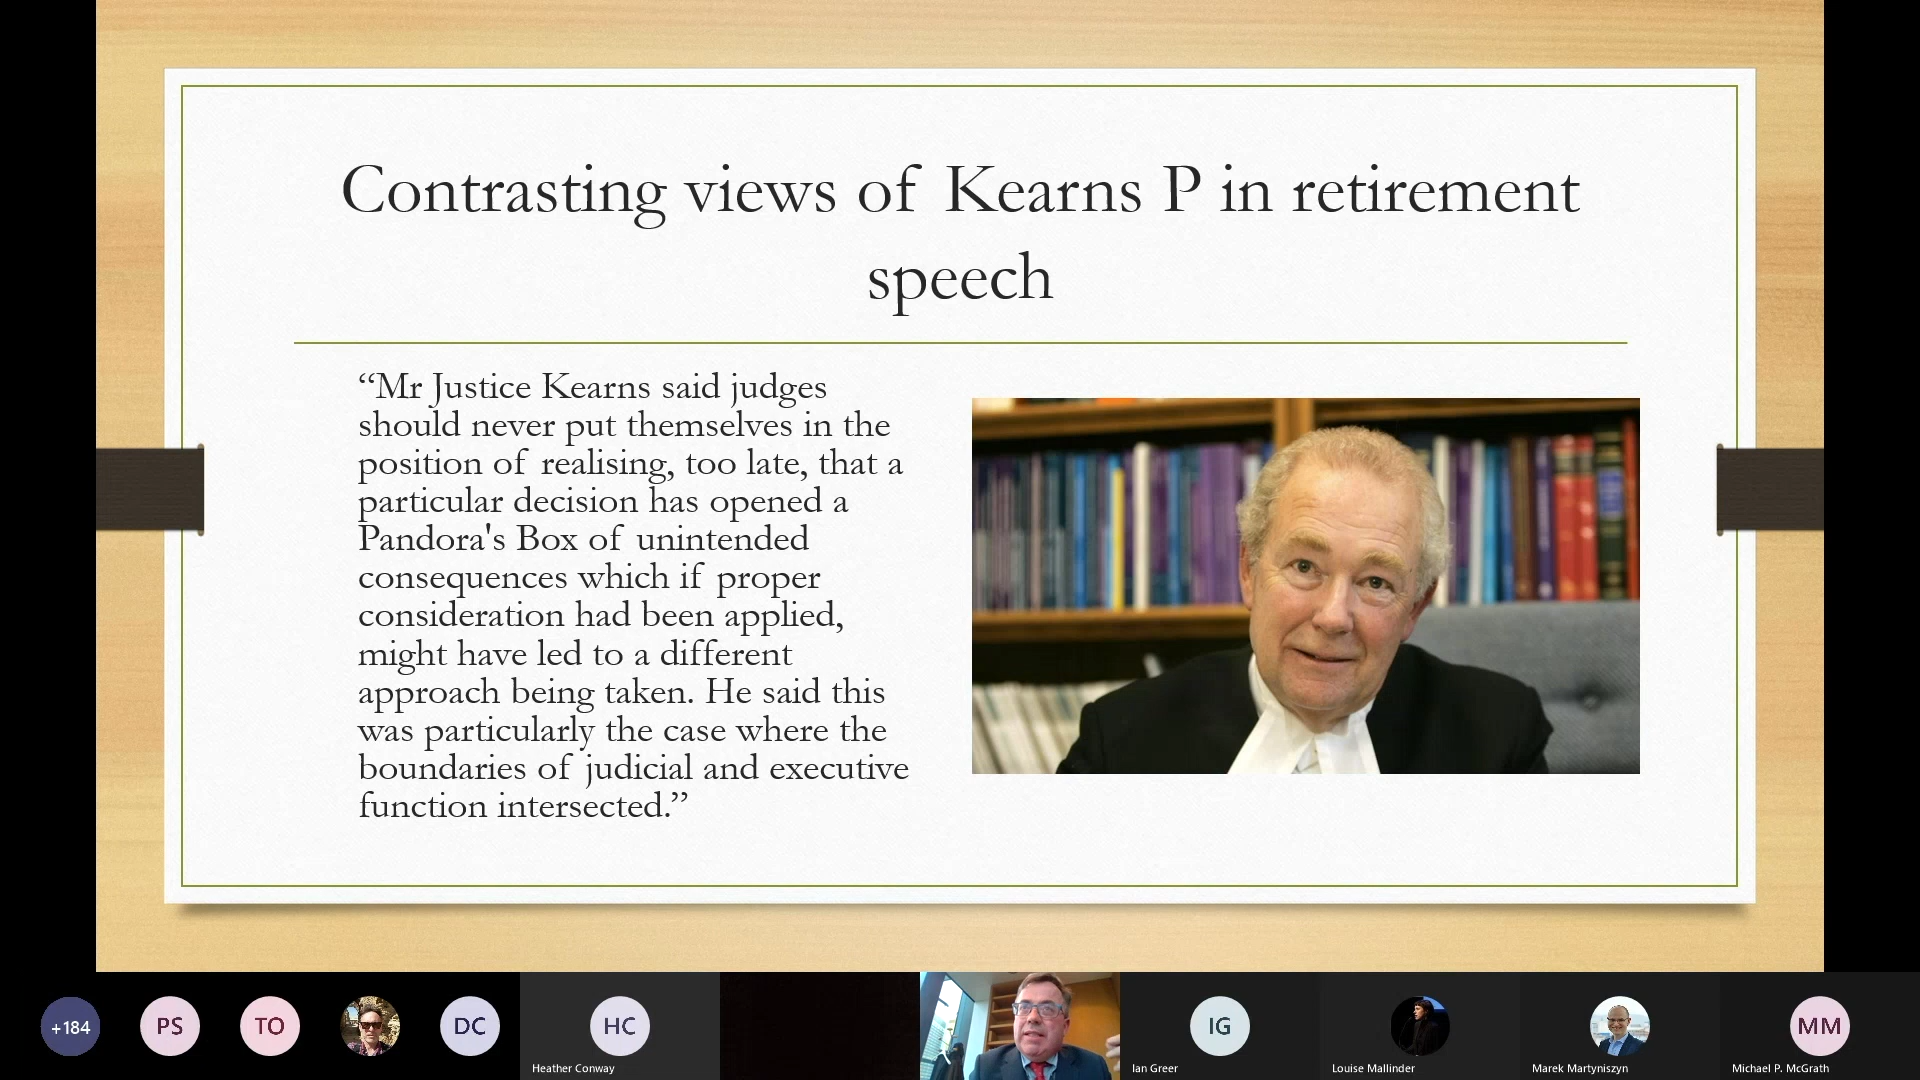 Contrasting views of Kearns P in retirement
speech
“Mr Justice Kearns said judges
should never put themselves in the
position of realising, too late, that a
particular decision has opened a
Pandora's Box of unintended
consequences which if proper
consideration had been applied,
might have led to a different
approach being taken. He said this
was particularly the case where the
boundaries of judicial and executive
function intersected.”
+184
PS
TO
DC
HC
IG
MM
Heather Conway
Ian Greer
Louise Mallinder
Marek Martyniszyn
Michael P. McGrath